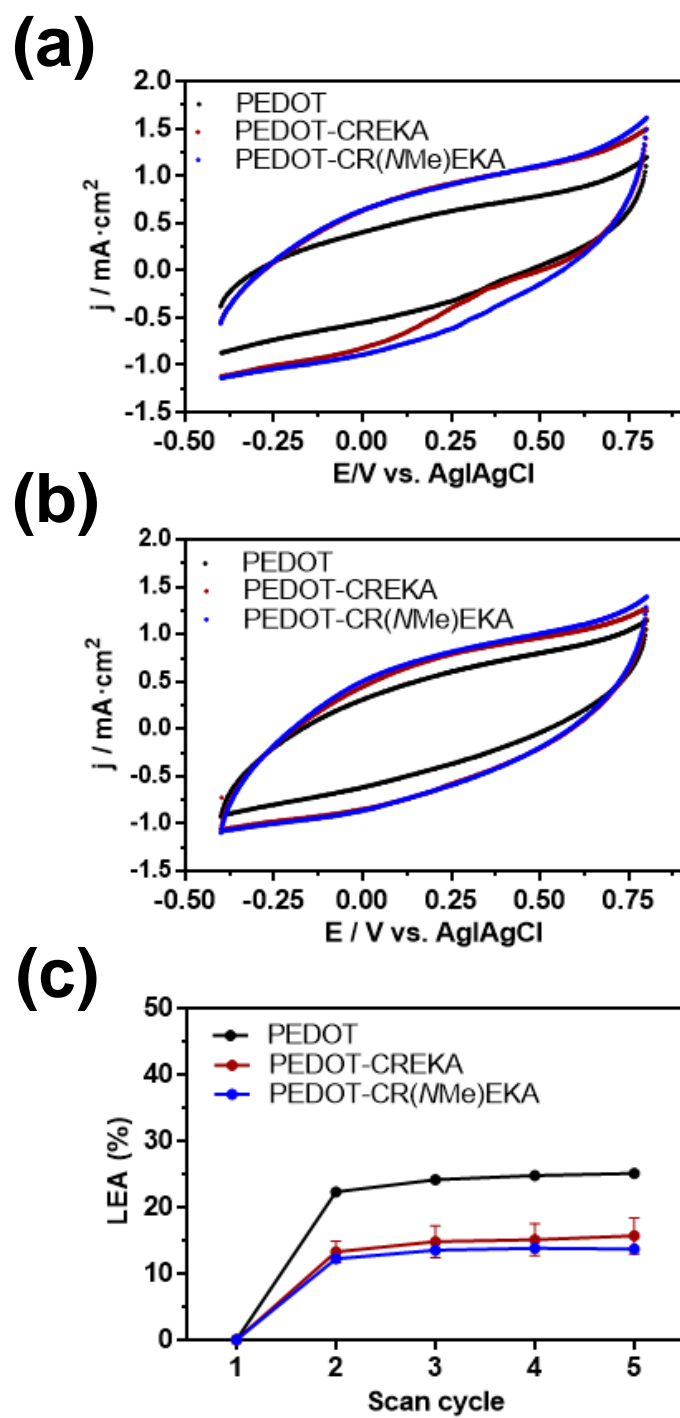 (a)
2.0
1.5
1.0
0.5
0.0
-0.5
-1.0
-1.5
j / mA·cm²
PEDOT
PEDOT-CREKA
PEDOT-CR(NMe)EKA
-0.50 -0.25 0.00 0.25 0.50 0.75
E/V vs. Ag|AgCl
(b)
2.0
1.5
1.0
0.5
0.0
-0.5
-1.0
-1.5
j / mA·cm²
PEDOT
PEDOT-CREKA
PEDOT-CR(NMe)EKA
-0.50 -0.25 0.00 0.25 0.50 0.75
E / V vs. Ag|AgCl
(c)
50
40
30
20
10
0
LEA (%)
PEDOT
PEDOT-CREKA
PEDOT-CR(NMe)EKA
1 2 3 4 5
Scan cycle